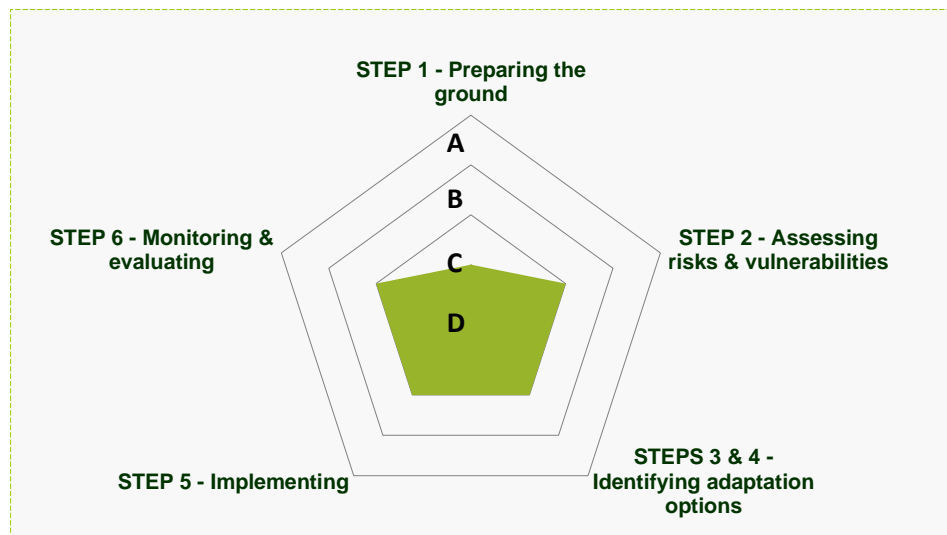 STEP 1 - Preparing the
ground
A
B
STEP 6 - Monitoring &
evaluating
STEP 2 - Assessing
risks & vulnerabilities
C
D
STEP 5 - Implementing
STEPS 3 & 4 -
Identifying adaptation
options